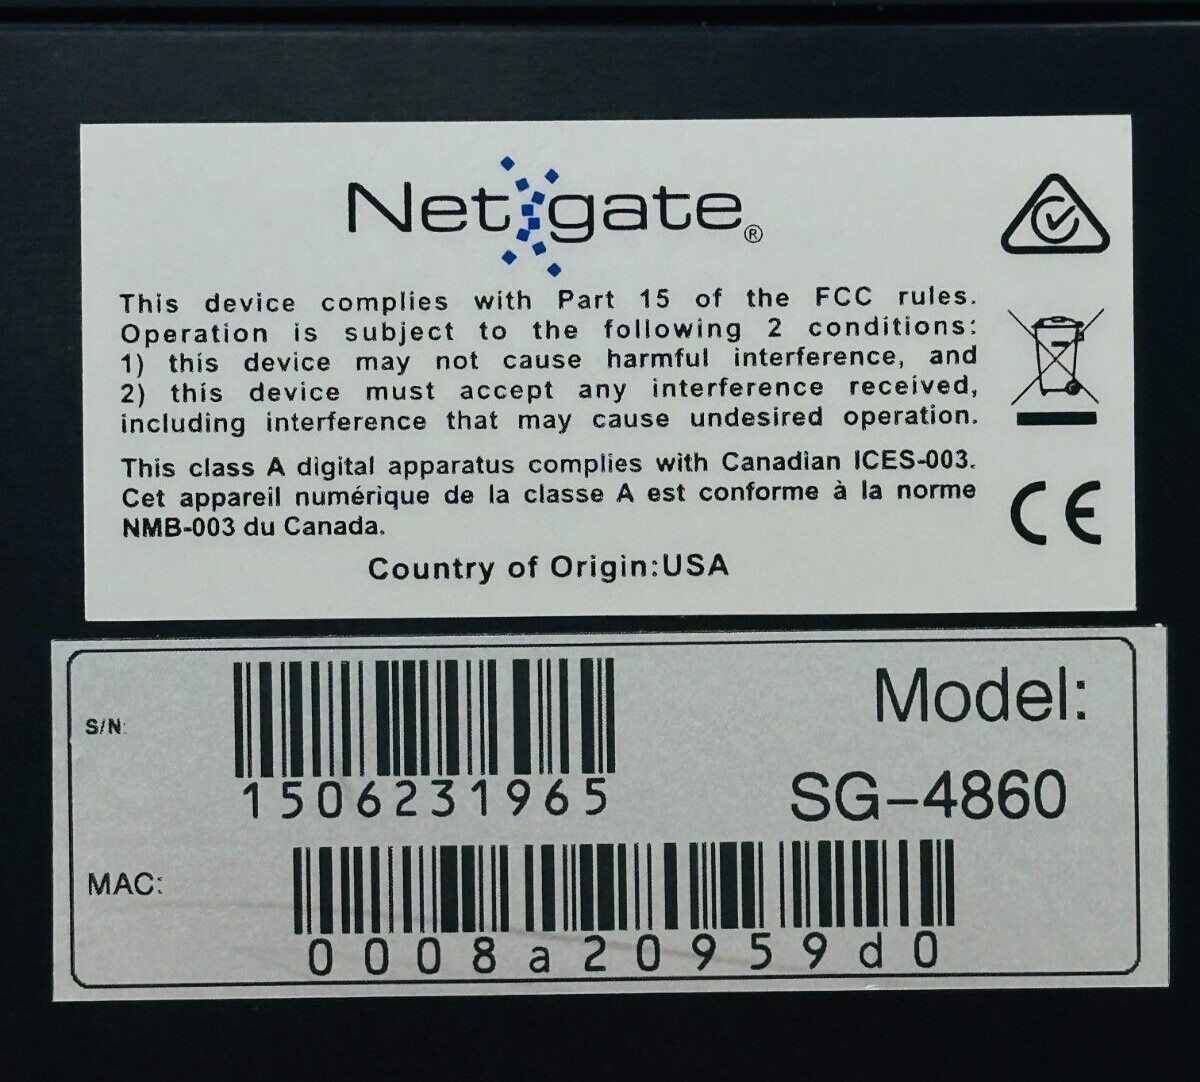 Netgate®
This device complies with Part 15 of the FCC rules.
Operation is subject to the following 2 conditions:
1) this device may not cause harmful interference, and
2) this device must accept any interference received,
including interference that may cause undesired operation.
This class A digital apparatus complies with Canadian ICES-003.
Cet appareil numérique de la classe A est conforme à la norme
NMB-003 du Canada.
Country of Origin:USA
CE
S/N:
1506231965
Model:
SG-4860
MAC:
0008a20959d0